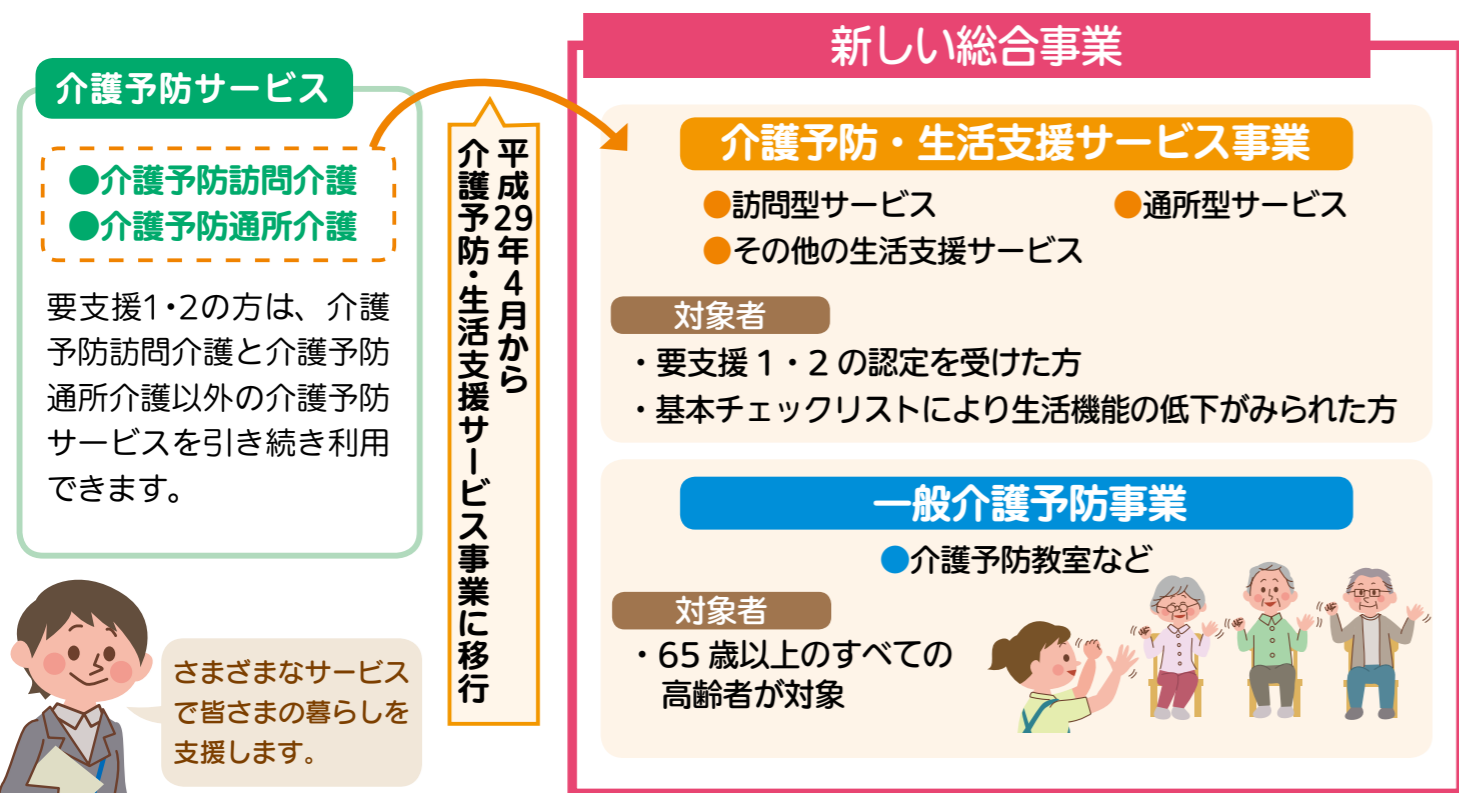 介護予防サービス
●介護予防訪問介護
●介護予防通所介護
要支援1・2の方は、介護
予防訪問介護と介護予防
通所介護以外の介護予防
サービスを引き続き利用
できます。
さまざまなサービス
で皆さまの暮らしを
支援します。
平成29年4月から
介護予防・生活支援サービス事業に移行
新しい総合事業
介護予防・生活支援サービス事業
●訪問型サービス ●通所型サービス
●その他の生活支援サービス
対象者
・要支援1・2の認定を受けた方
・基本チェックリストにより生活機能の低下がみられた方
一般介護予防事業
●介護予防教室など
対象者
・65歳以上のすべての
高齢者が対象